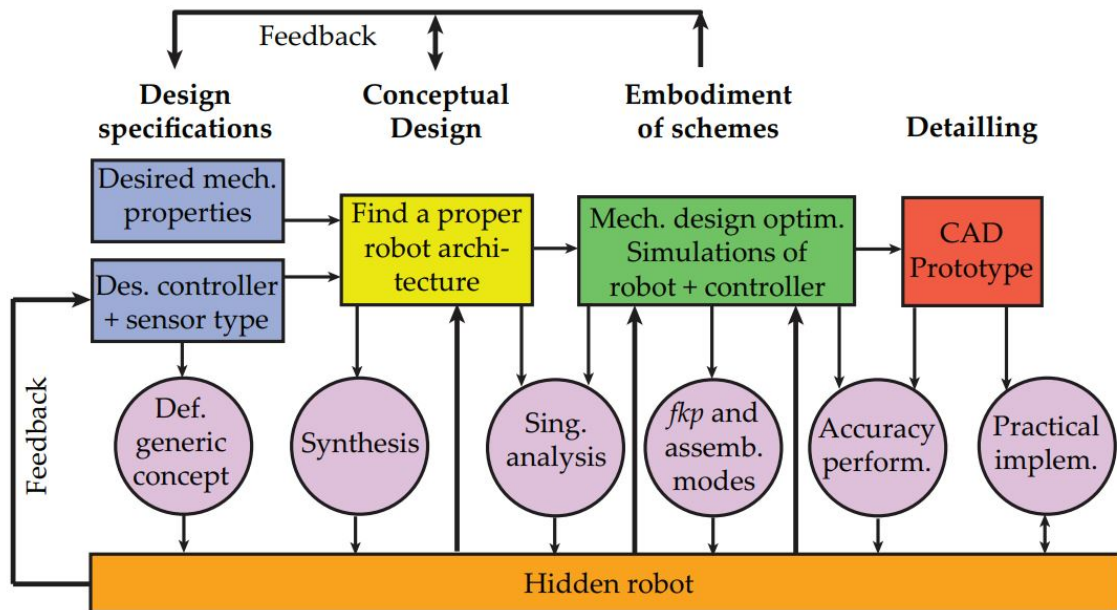 Feedback
Design
specifications
Conceptual
Design
Embodiment
of schemes
Detailling
Desired mech.
properties
Des. controller
+ sensor type
Find a proper
robot archi-
tecture
Mech. design optim.
Simulations of
robot + controller
CAD
Prototype
Feedback
Def.
generic
concept
Synthesis
Sing.
analysis
fkp and
assemb.
modes
Accuracy
perform.
Practical
implem.
Hidden robot